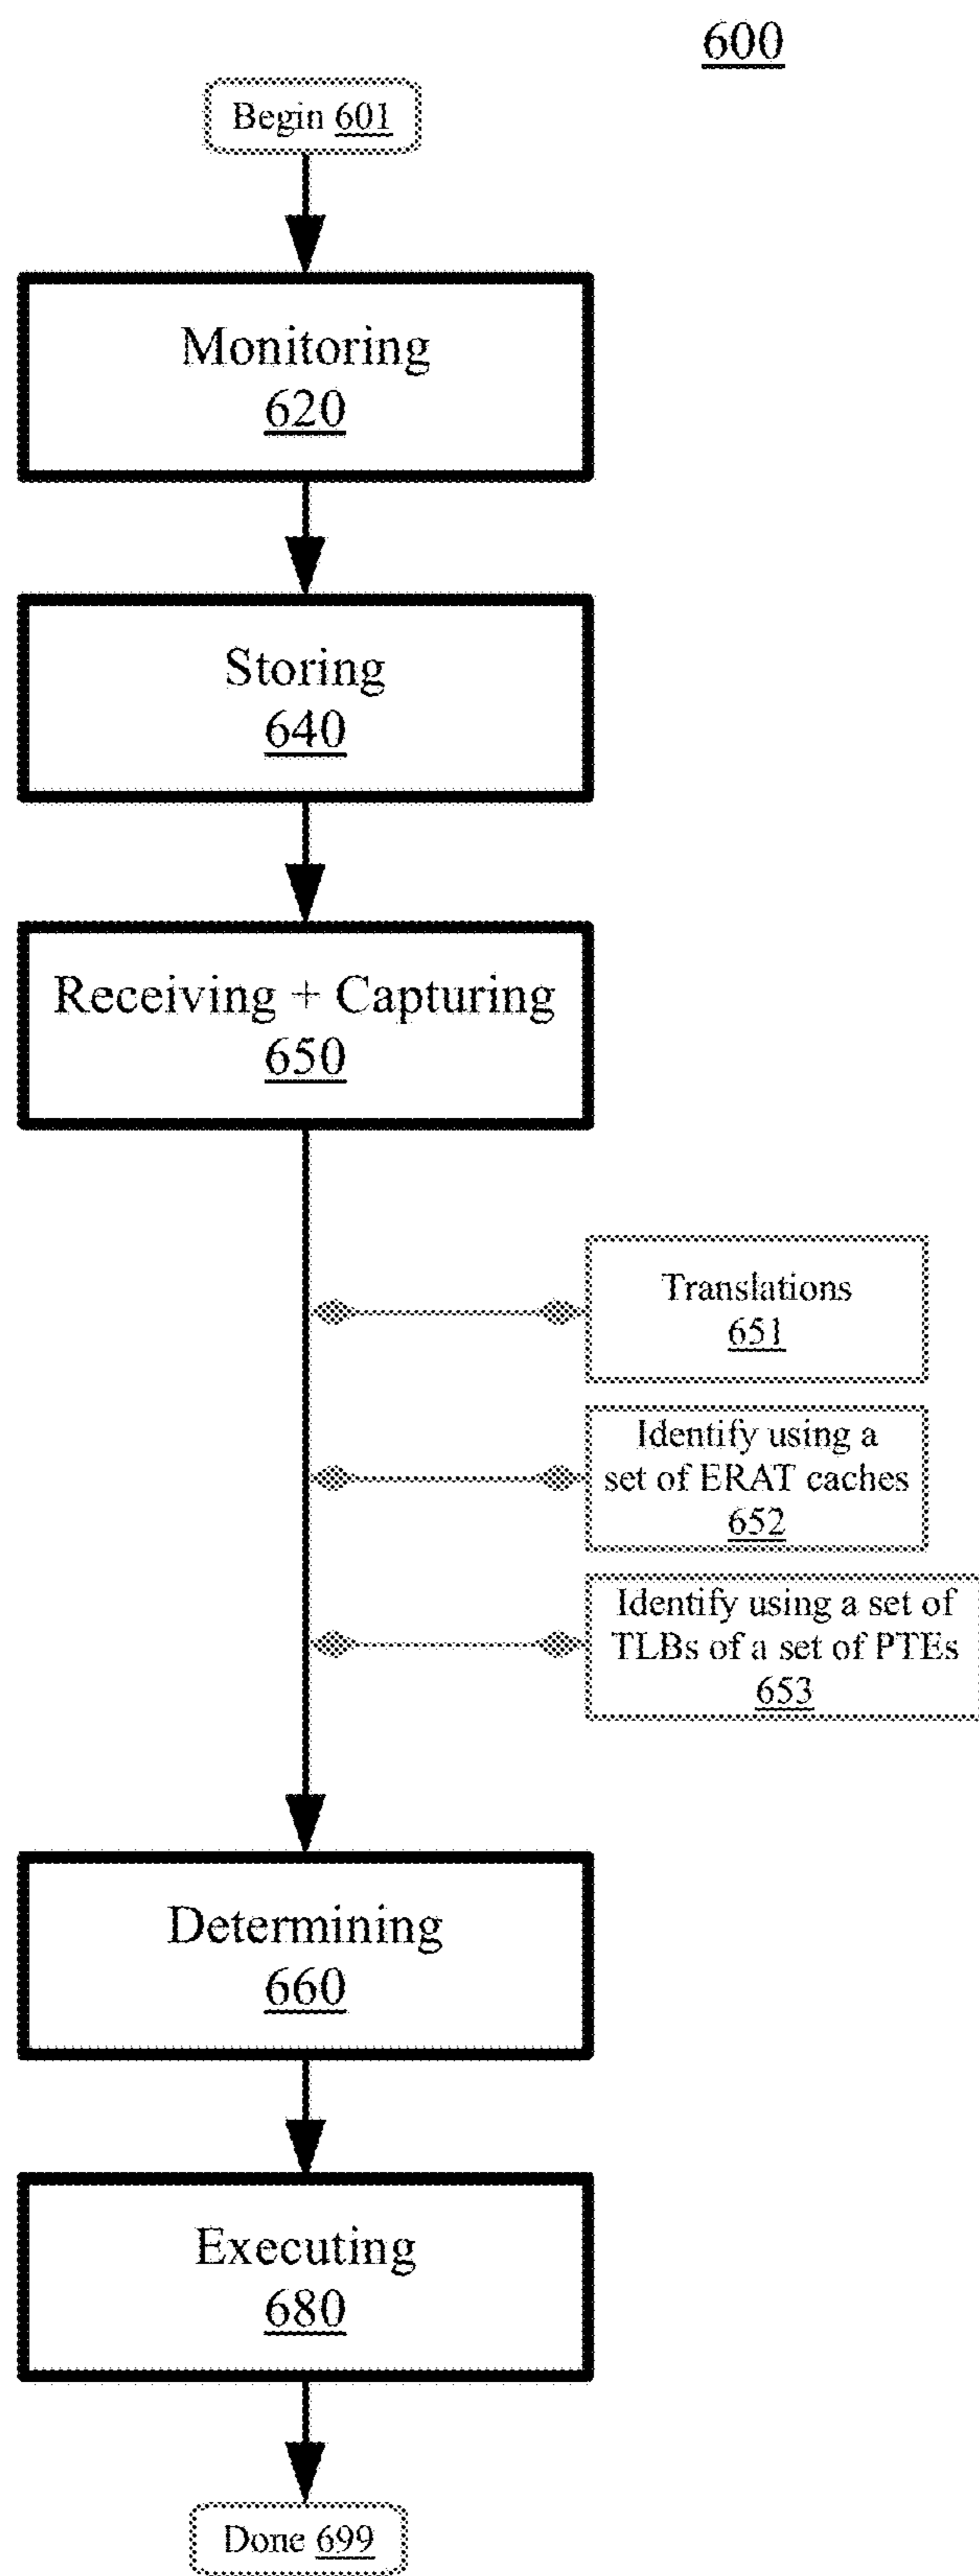 600
Begin 601
Monitoring
620
Storing
640
Receiving + Capturing
650
Translations
651
Identify using a
set of ERAT caches
652
Identify using a set of
TLBs of a set of PTEs
653
Determining
660
Executing
680
Done 699